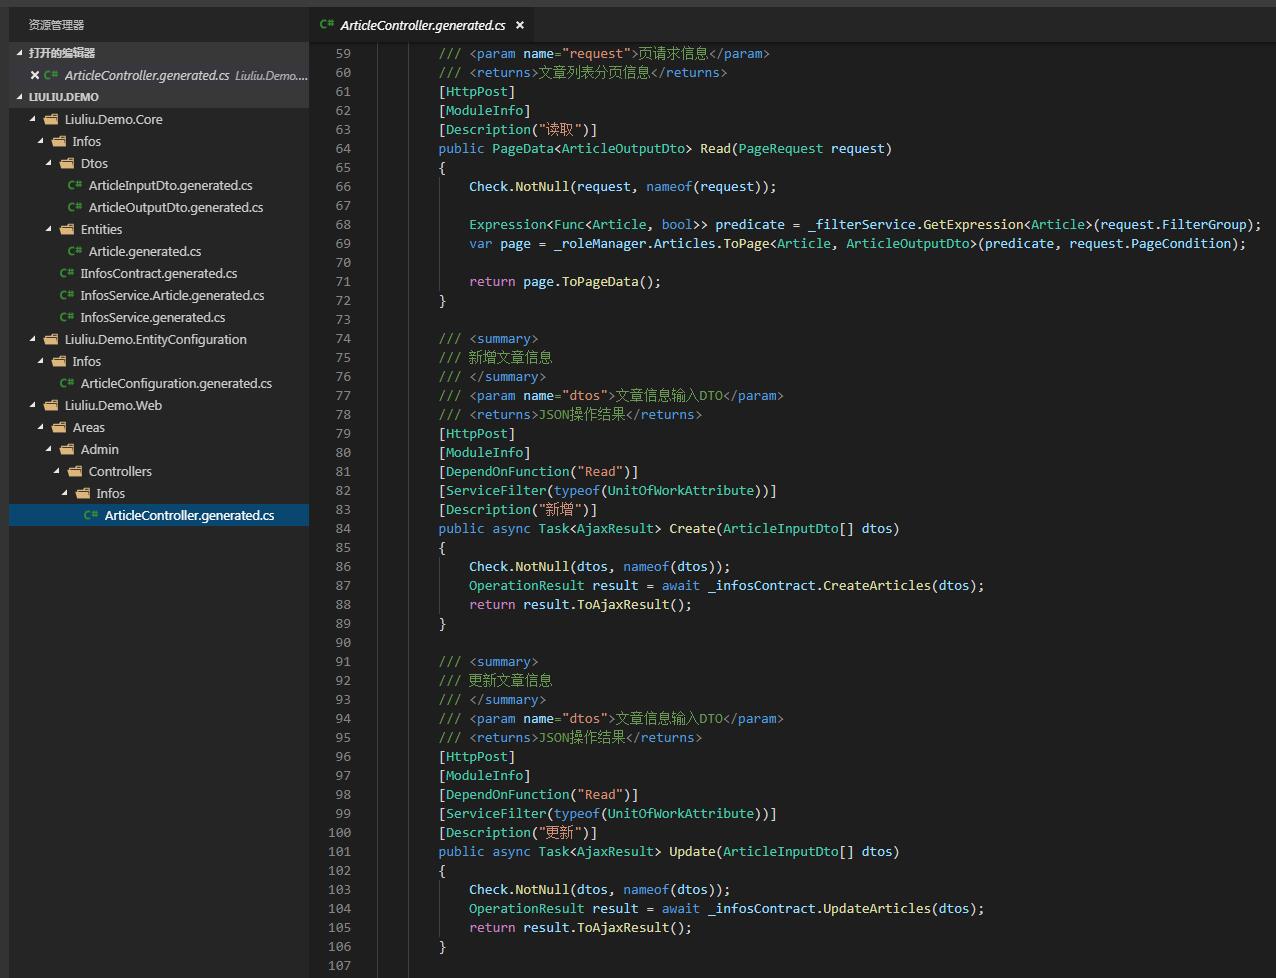 资源管理器
打开的编辑器
ArticleController.generated.cs Liuliu.Demo....
LIULIU.DEMO
Liuliu.Demo.Core
Infos
Dtos
C# ArticleInputDto.generated.cs
C# ArticleOutputDto.generated.cs
Entities
C# Article.generated.cs
C# IInfosContract.generated.cs
C# InfosService.Article.generated.cs
C# InfosService.generated.cs
Liuliu.Demo.EntityConfiguration
Infos
C# ArticleConfiguration.generated.cs
Liuliu.Demo.Web
Areas
Admin
Controllers
Infos
C# ArticleController.generated.cs
C# ArticleController.generated.cs ×
59 /// <param name="request">页请求信息</param>
60 /// <returns>文章列表分页信息</returns>
61 [HttpPost]
62 [ModuleInfo]
63 [Description("读取")]
64 public PageData<ArticleOutputDto> Read(PageRequest request)
65 {
66 Check.NotNull(request, nameof(request));
67
68 Expression<Func<Article, bool>> predicate = _filterService.GetExpression<Article>(request.FilterGroup);
69 var page = _roleManager.Articles.ToPage<Article, ArticleOutputDto>(predicate, request.PageCondition);
70
71 return page.ToPageData();
72 }
73
74 /// <summary>
75 /// 新增文章信息
76 /// </summary>
77 /// <param name="dtos">文章信息输入DTO</param>
78 /// <returns>JSON操作结果</returns>
79 [HttpPost]
80 [ModuleInfo]
81 [DependOnFunction("Read")]
82 [ServiceFilter(typeof(UnitOfWorkAttribute))]
83 [Description("新增")]
84 public async Task<AjaxResult> Create(ArticleInputDto[] dtos)
85 {
86 Check.NotNull(dtos, nameof(dtos));
87 OperationResult result = await _infosContract.CreateArticles(dtos);
88 return result.ToAjaxResult();
89 }
90
91 /// <summary>
92 /// 更新文章信息
93 /// </summary>
94 /// <param name="dtos">文章信息输入DTO</param>
95 /// <returns>JSON操作结果</returns>
96 [HttpPost]
97 [ModuleInfo]
98 [DependOnFunction("Read")]
99 [ServiceFilter(typeof(UnitOfWorkAttribute))]
100 [Description("更新")]
101 public async Task<AjaxResult> Update(ArticleInputDto[] dtos)
102 {
103 Check.NotNull(dtos, nameof(dtos));
104 OperationResult result = await _infosContract.UpdateArticles(dtos);
105 return result.ToAjaxResult();
106 }
107